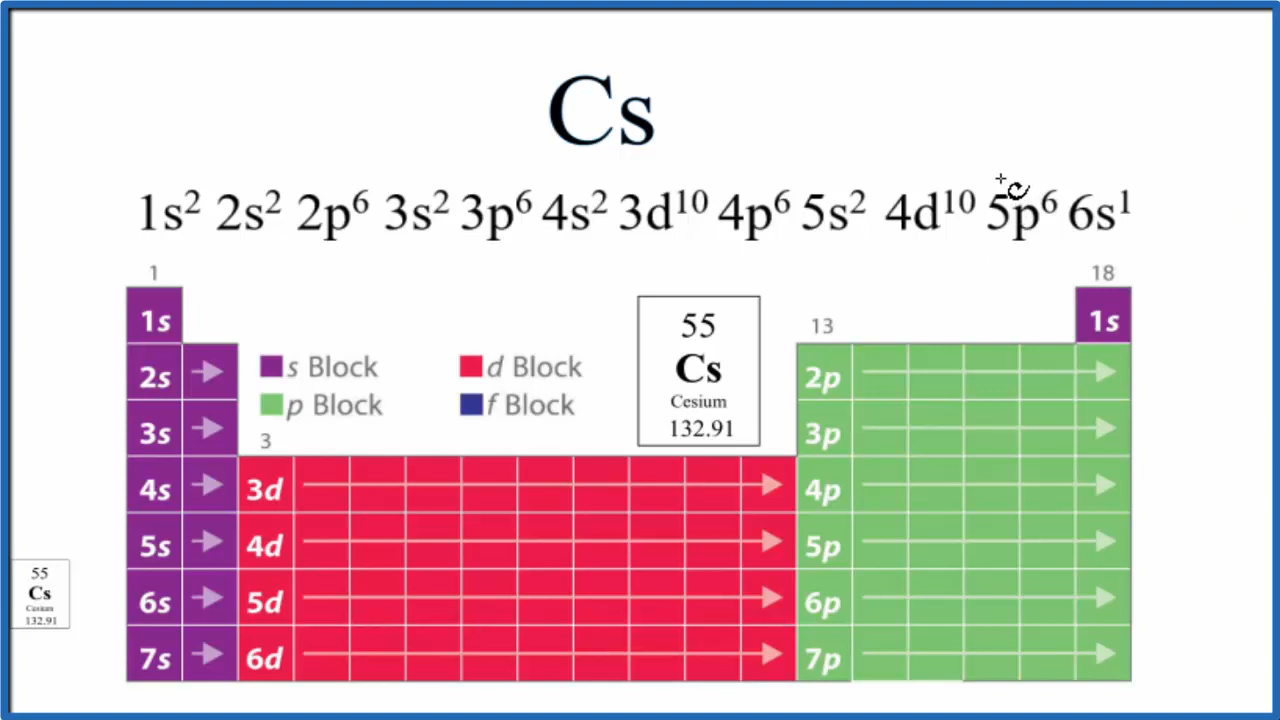 Cs
1s² 2s² 2p⁶ 3s² 3p⁶ 4s² 3d¹⁰ 4p⁶ 5s² 4d¹⁰ 5p⁶ 6s¹
1
18
1s
55
13
1s
2s
s Block
d Block
Cs
2p
p Block
f Block
Cesium
3s
3
132.91
3p
4s
3d
4p
5s
4d
5p
55
Cs
Cesium
132.91
6s
5d
6p
7s
6d
7p